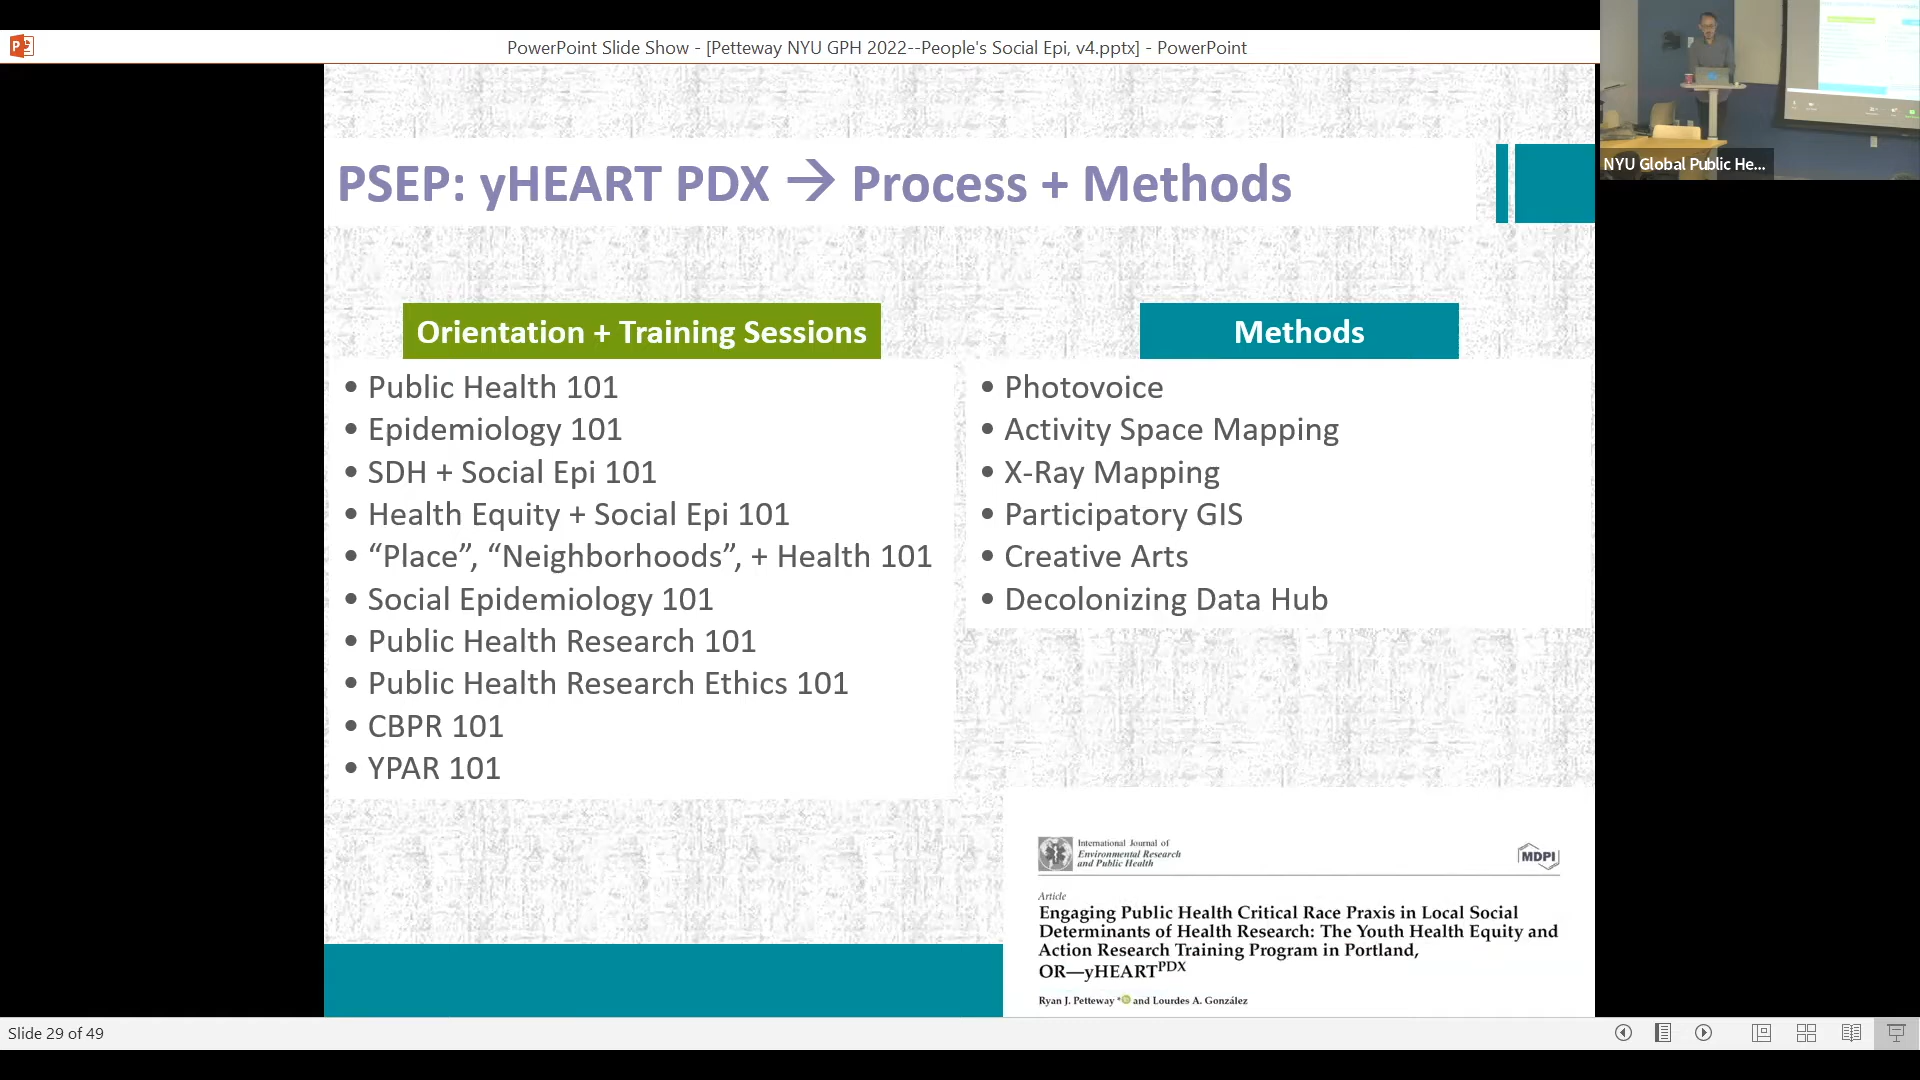 PowerPoint Slide Show - [Petteway NYU GPH 2022--People's Social Epi, v4.pptx] - PowerPoint
NYU Global Public He...
PSEP: yHEART PDX → Process + Methods
Orientation + Training Sessions
• Public Health 101
• Epidemiology 101
• SDH + Social Epi 101
• Health Equity + Social Epi 101
• “Place”, “Neighborhoods”, + Health 101
• Social Epidemiology 101
• Public Health Research 101
• Public Health Research Ethics 101
• CBPR 101
• YPAR 101
Methods
• Photovoice
• Activity Space Mapping
• X-Ray Mapping
• Participatory GIS
• Creative Arts
• Decolonizing Data Hub
International Journal of
Environmental Research
and Public Health
MDPI
Article
Engaging Public Health Critical Race Praxis in Local Social
Determinants of Health Research: The Youth Health Equity and
Action Research Training Program in Portland,
OR—yHEARTPDX
Ryan J. Petteway * and Lourdes A. González
Slide 29 of 49